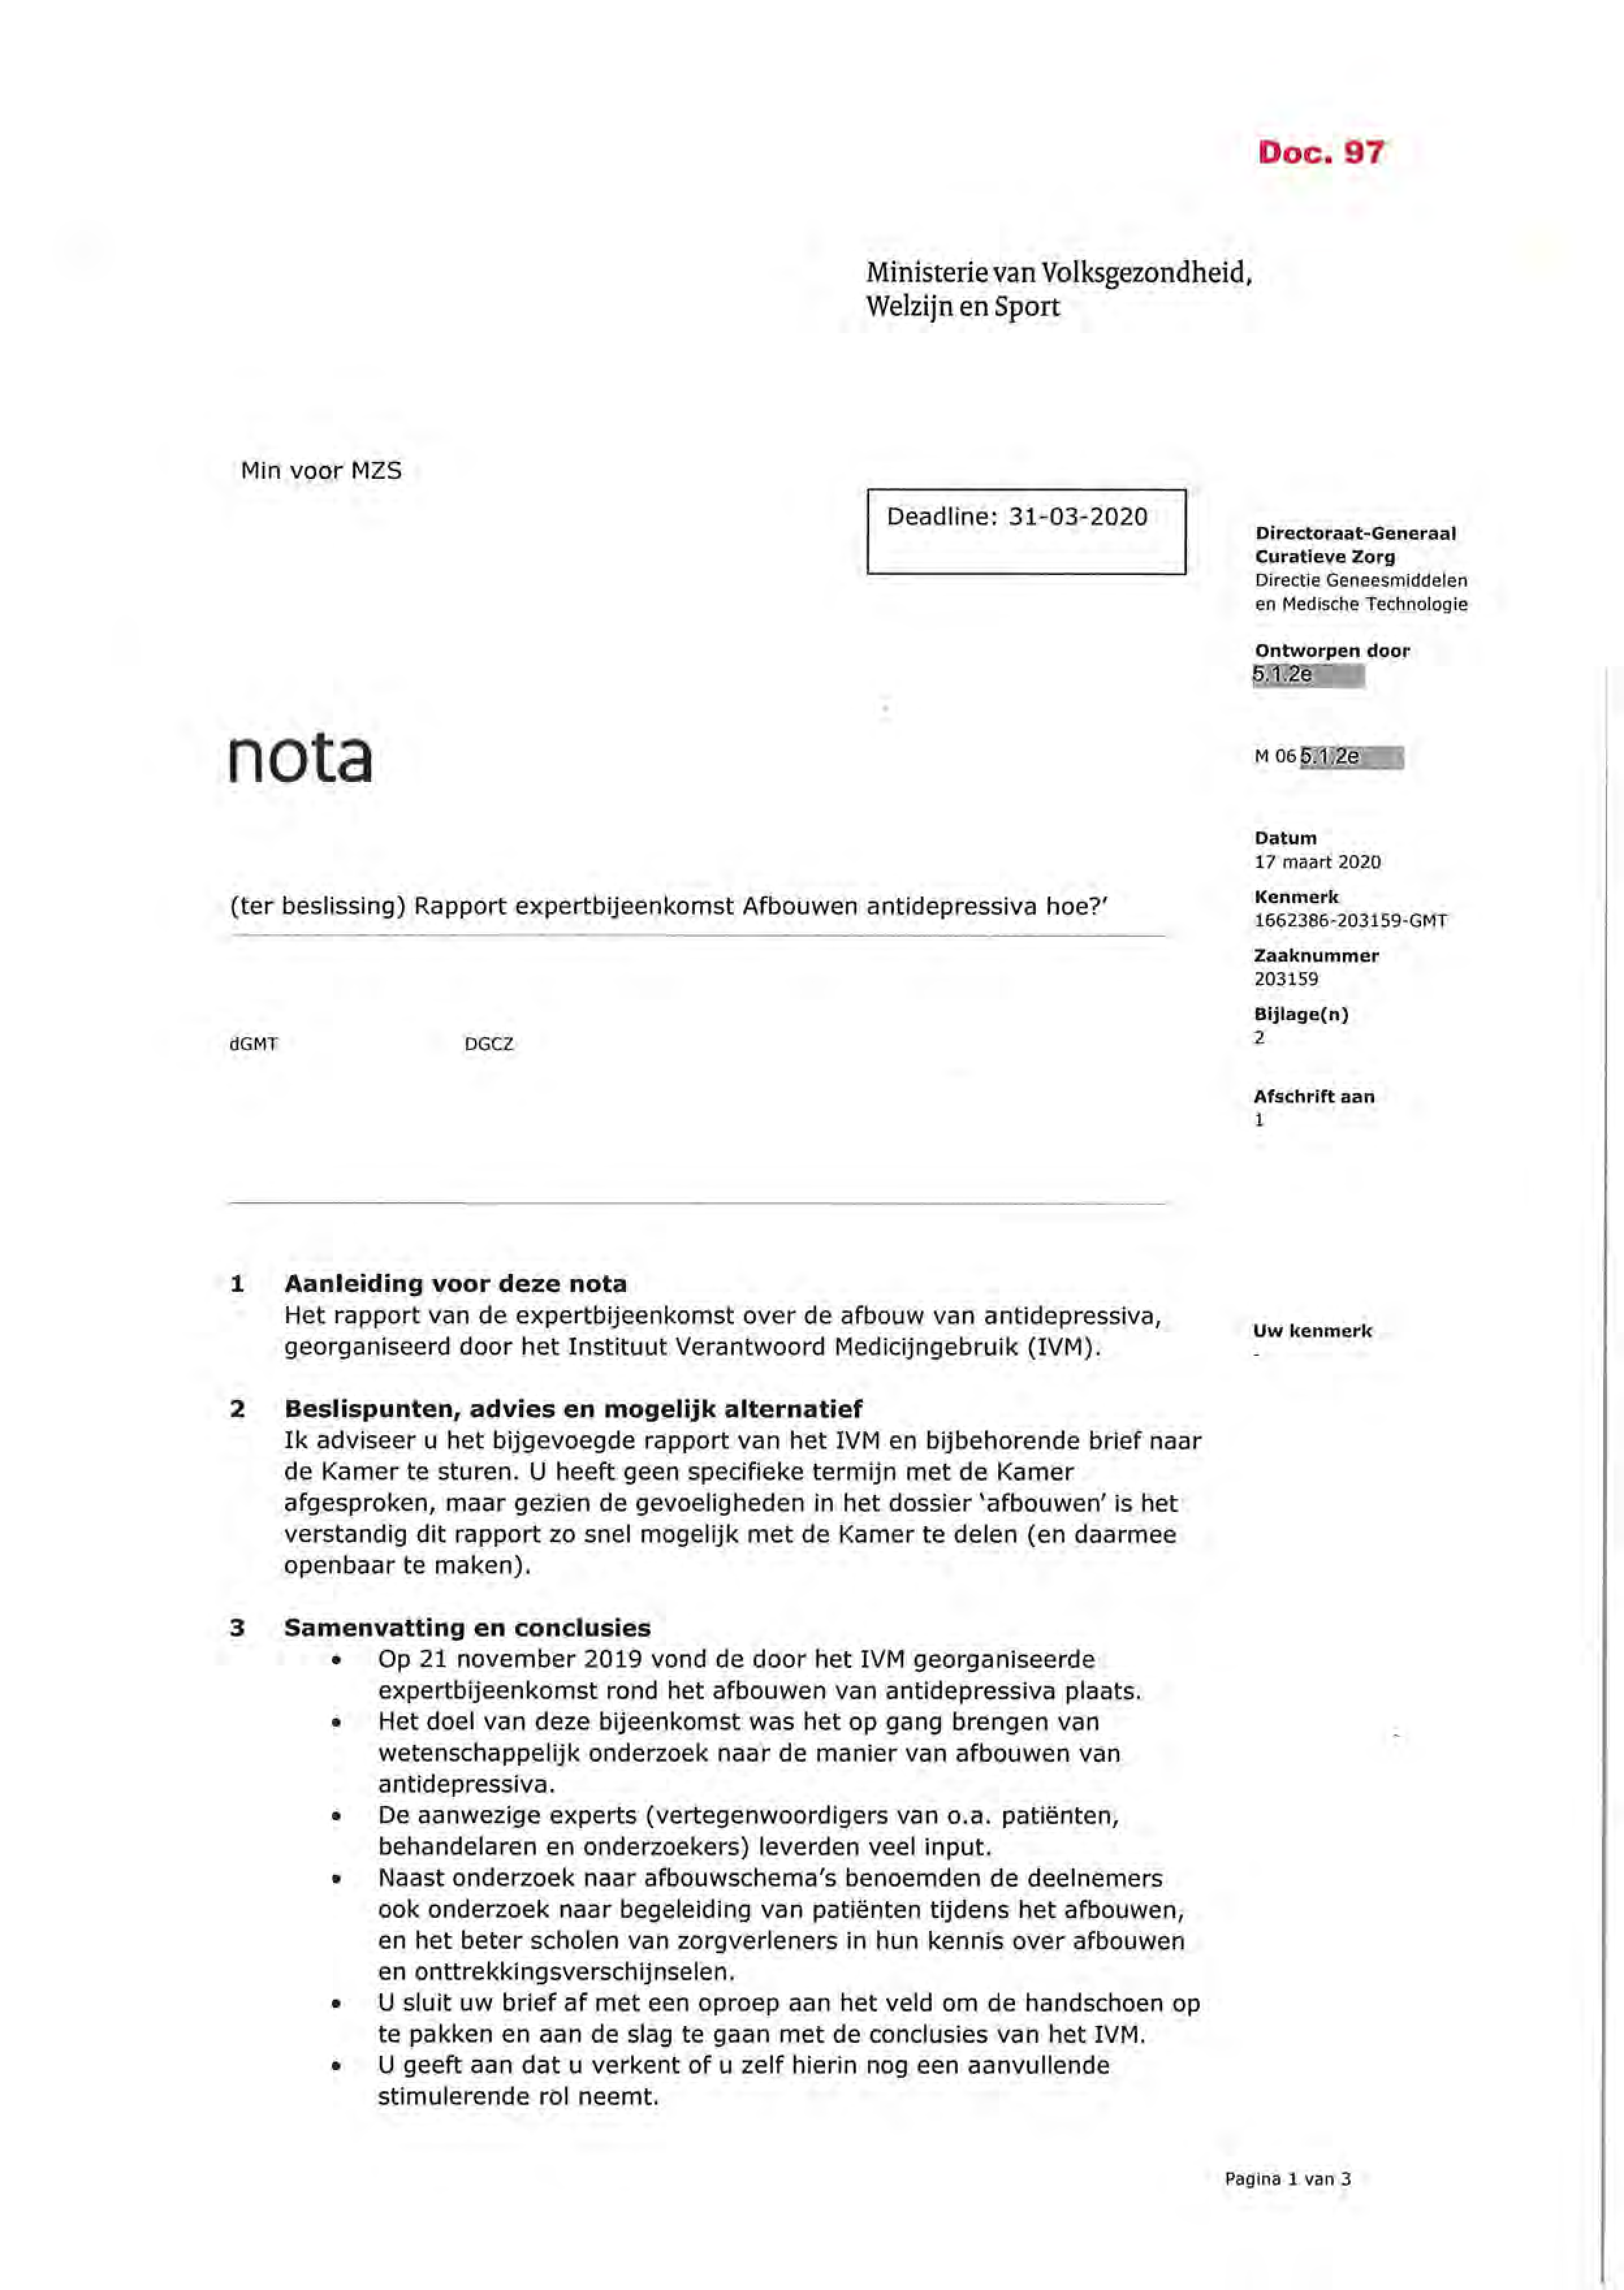 Doc. 97
Ministerie van Volksgezondheid,
Welzijn en Sport
Min voor MZS
Deadline: 31-03-2020
Directoraat-Generaal
Curatieve Zorg
Directie Geneesmiddelen
en Medische Technologie
Ontworpen door
5.1.2e
M 06 5.1.2e
nota
Datum
17 maart 2020
(ter beslissing) Rapport expertbijeenkomst Afbouwen antidepressiva hoe?'
Kenmerk
1662386-203159-GMT
Zaaknummer
203159
Bijlage(n)
2
dGMT DGCZ
Afschrift aan
1
1 Aanleiding voor deze nota
Het rapport van de expertbijeenkomst over de afbouw van antidepressiva,
georganiseerd door het Instituut Verantwoord Medicijngebruik (IVM).
Uw kenmerk
-
2 Beslispunten, advies en mogelijk alternatief
Ik adviseer u het bijgevoegde rapport van het IVM en bijbehorende brief naar
de Kamer te sturen. U heeft geen specifieke termijn met de Kamer
afgesproken, maar gezien de gevoeligheden in het dossier 'afbouwen' is het
verstandig dit rapport zo snel mogelijk met de Kamer te delen (en daarmee
openbaar te maken).
3 Samenvatting en conclusies
• Op 21 november 2019 vond de door het IVM georganiseerde
expertbijeenkomst rond het afbouwen van antidepressiva plaats.
• Het doel van deze bijeenkomst was het op gang brengen van
wetenschappelijk onderzoek naar de manier van afbouwen van
antidepressiva.
• De aanwezige experts (vertegenwoordigers van o.a. patiënten,
behandelaren en onderzoekers) leverden veel input.
• Naast onderzoek naar afbouwschema's benoemden de deelnemers
ook onderzoek naar begeleiding van patiënten tijdens het afbouwen,
en het beter scholen van zorgverleners in hun kennis over afbouwen
en onttrekkingsverschijnselen.
• U sluit uw brief af met een oproep aan het veld om de handschoen op
te pakken en aan de slag te gaan met de conclusies van het IVM.
• U geeft aan dat u verkent of u zelf hierin nog een aanvullende
stimulerende rol neemt.
Pagina 1 van 3